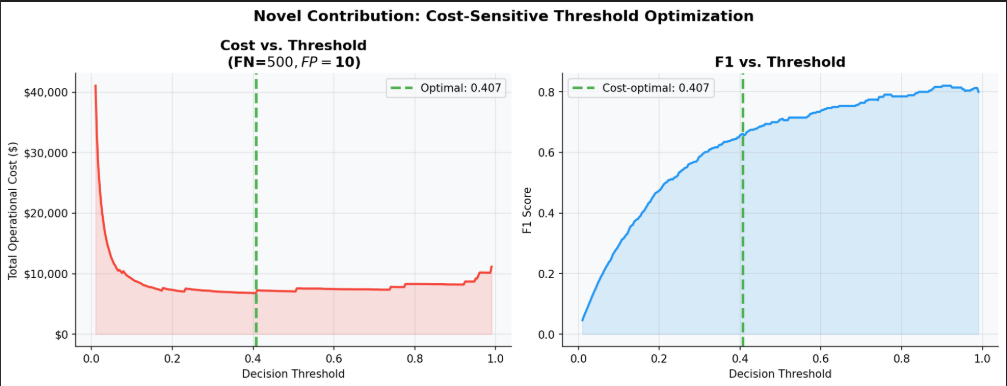 Novel Contribution: Cost-Sensitive Threshold Optimization
Cost vs. Threshold
(FN=500, FP = 10)
Optimal: 0.407
Total Operational Cost ($)
$40,000
$30,000
$20,000
$10,000
$0
0.0 0.2 0.4 0.6 0.8 1.0
Decision Threshold
F1 vs. Threshold
Cost-optimal: 0.407
F1 Score
0.8
0.6
0.4
0.2
0.0
0.0 0.2 0.4 0.6 0.8 1.0
Decision Threshold